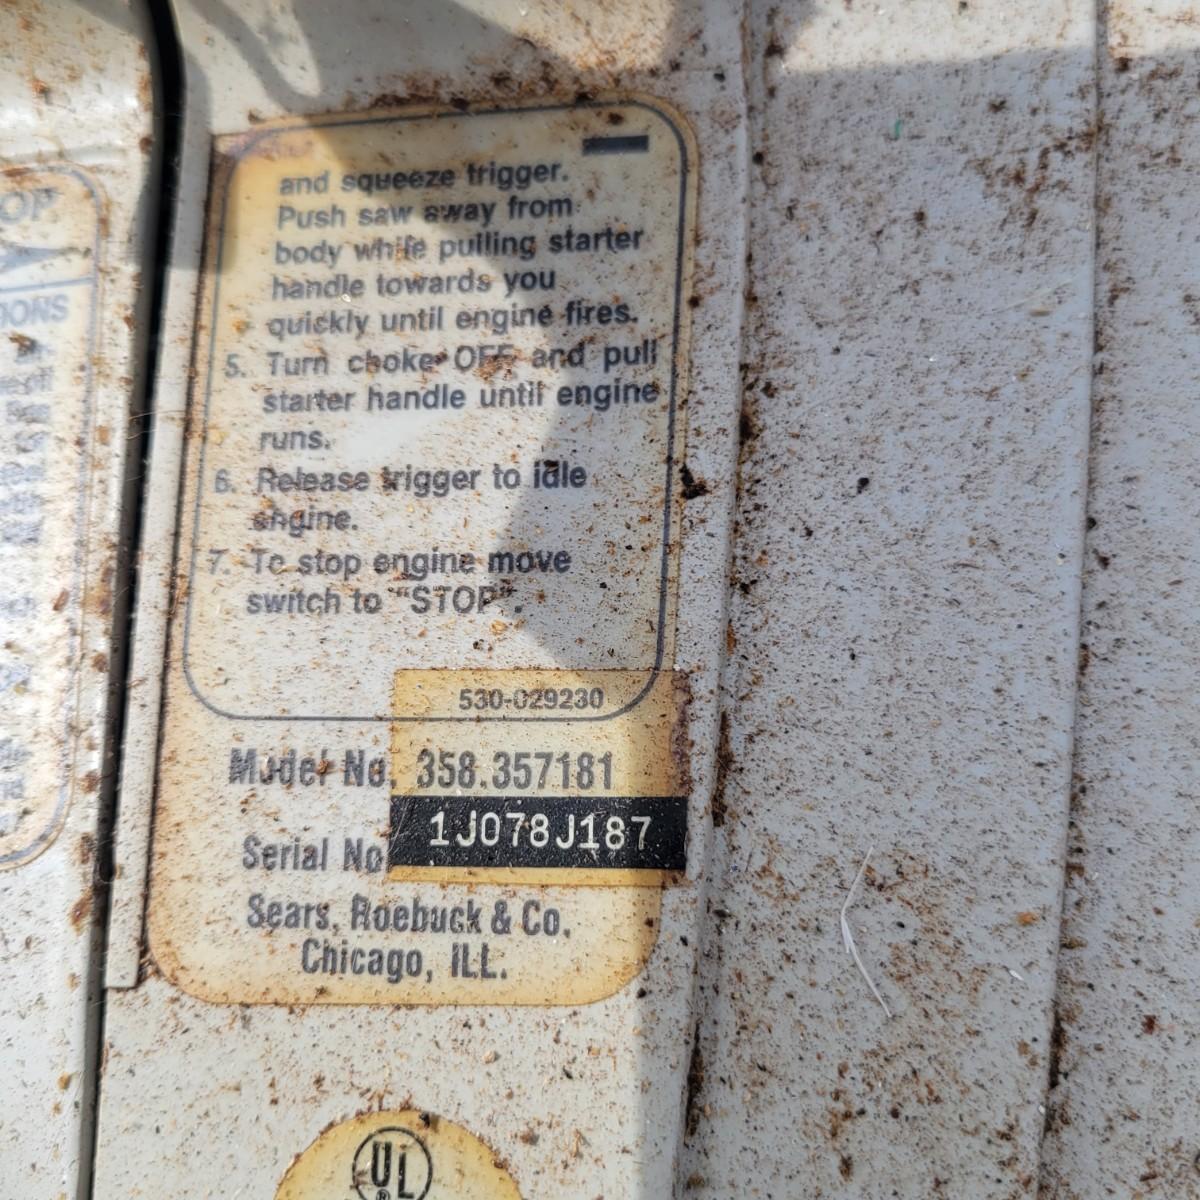 OP
IONS
and squeeze trigger.
Push saw away from
body while pulling starter
handle towards you
quickly until engine fires.
5. Turn choke OFF and pull
starter handle until engine
runs.
6. Release trigger to idle
engine.
7. To stop engine move
switch to "STOP".
530-029230
Model No. 358.357181
Serial No 1J078J187
Sears, Roebuck & Co.
Chicago, ILL.
UL
®